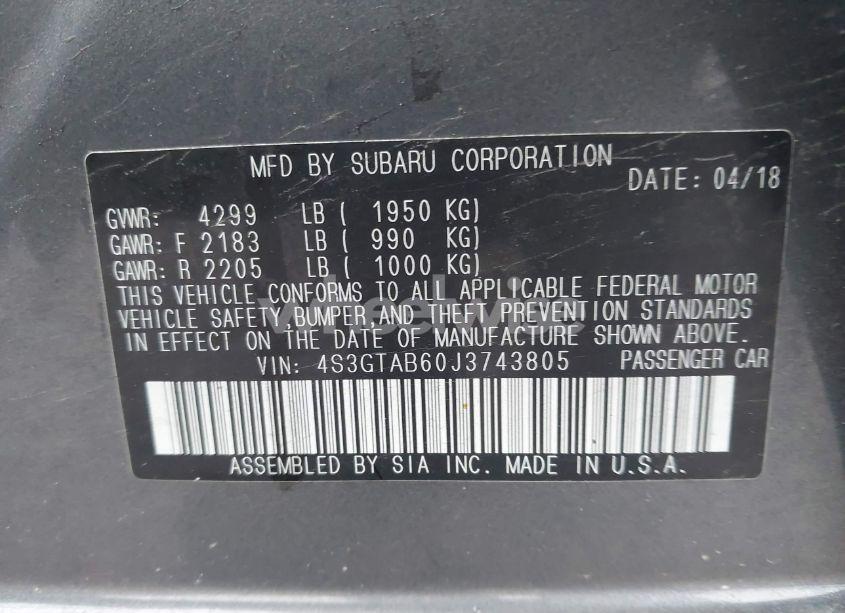 MFD BY SUBARU CORPORATION
DATE: 04/18
GVWR: 4299 LB ( 1950 KG)
GAWR: F 2183 LB ( 990 KG)
GAWR: R 2205 LB ( 1000 KG)
THIS VEHICLE CONFORMS TO ALL APPLICABLE FEDERAL MOTOR
VEHICLE SAFETY,BUMPER,AND THEFT PREVENTION STANDARDS
IN EFFECT ON THE DATE OF MANUFACTURE SHOWN ABOVE.
VIN: 4S3GTAB60J3743805 PASSENGER CAR
ASSEMBLED BY SIA INC. MADE IN U.S.A.